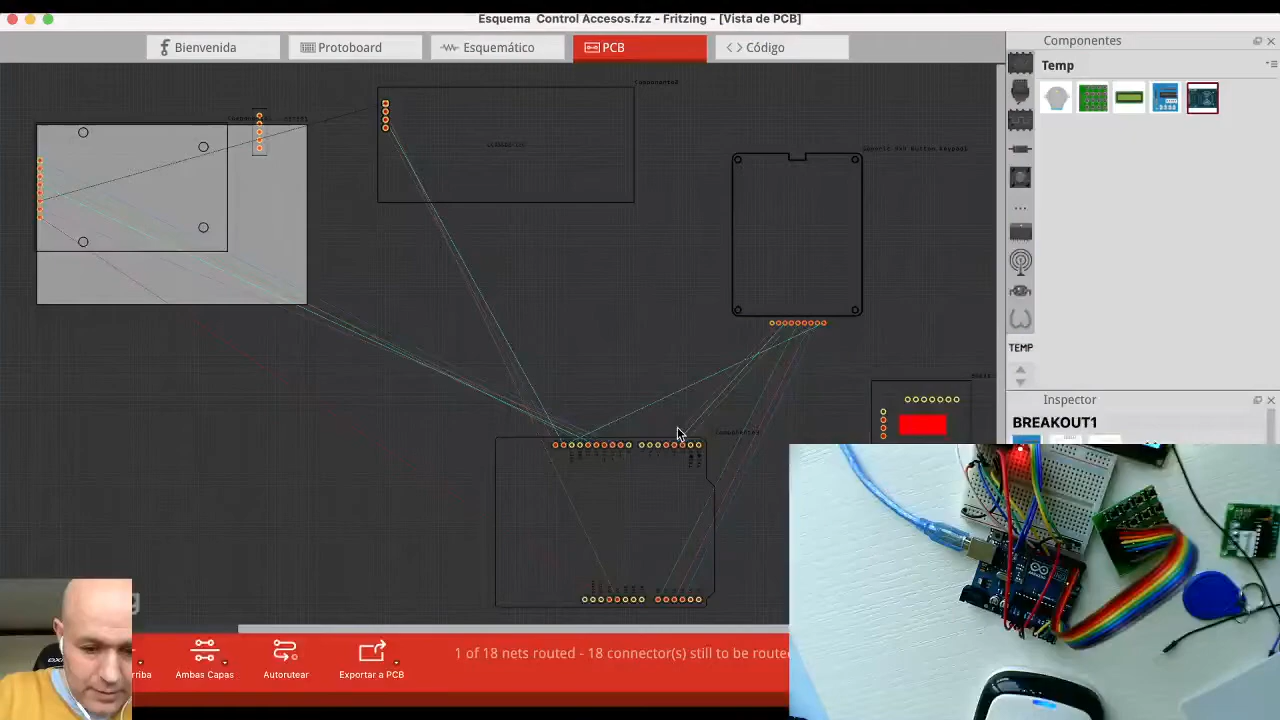 Esquema Control Accesos.fzz - Fritzing - [Vista de PCB]
Bienvenida
Protoboard
Esquemático
PCB
Código
Componentes
Temp
TEMP
Inspector
BREAKOUT1
Ambas Capas
Autorutear
Exportar a PCB
1 of 18 nets routed - 18 connector(s) still to be route